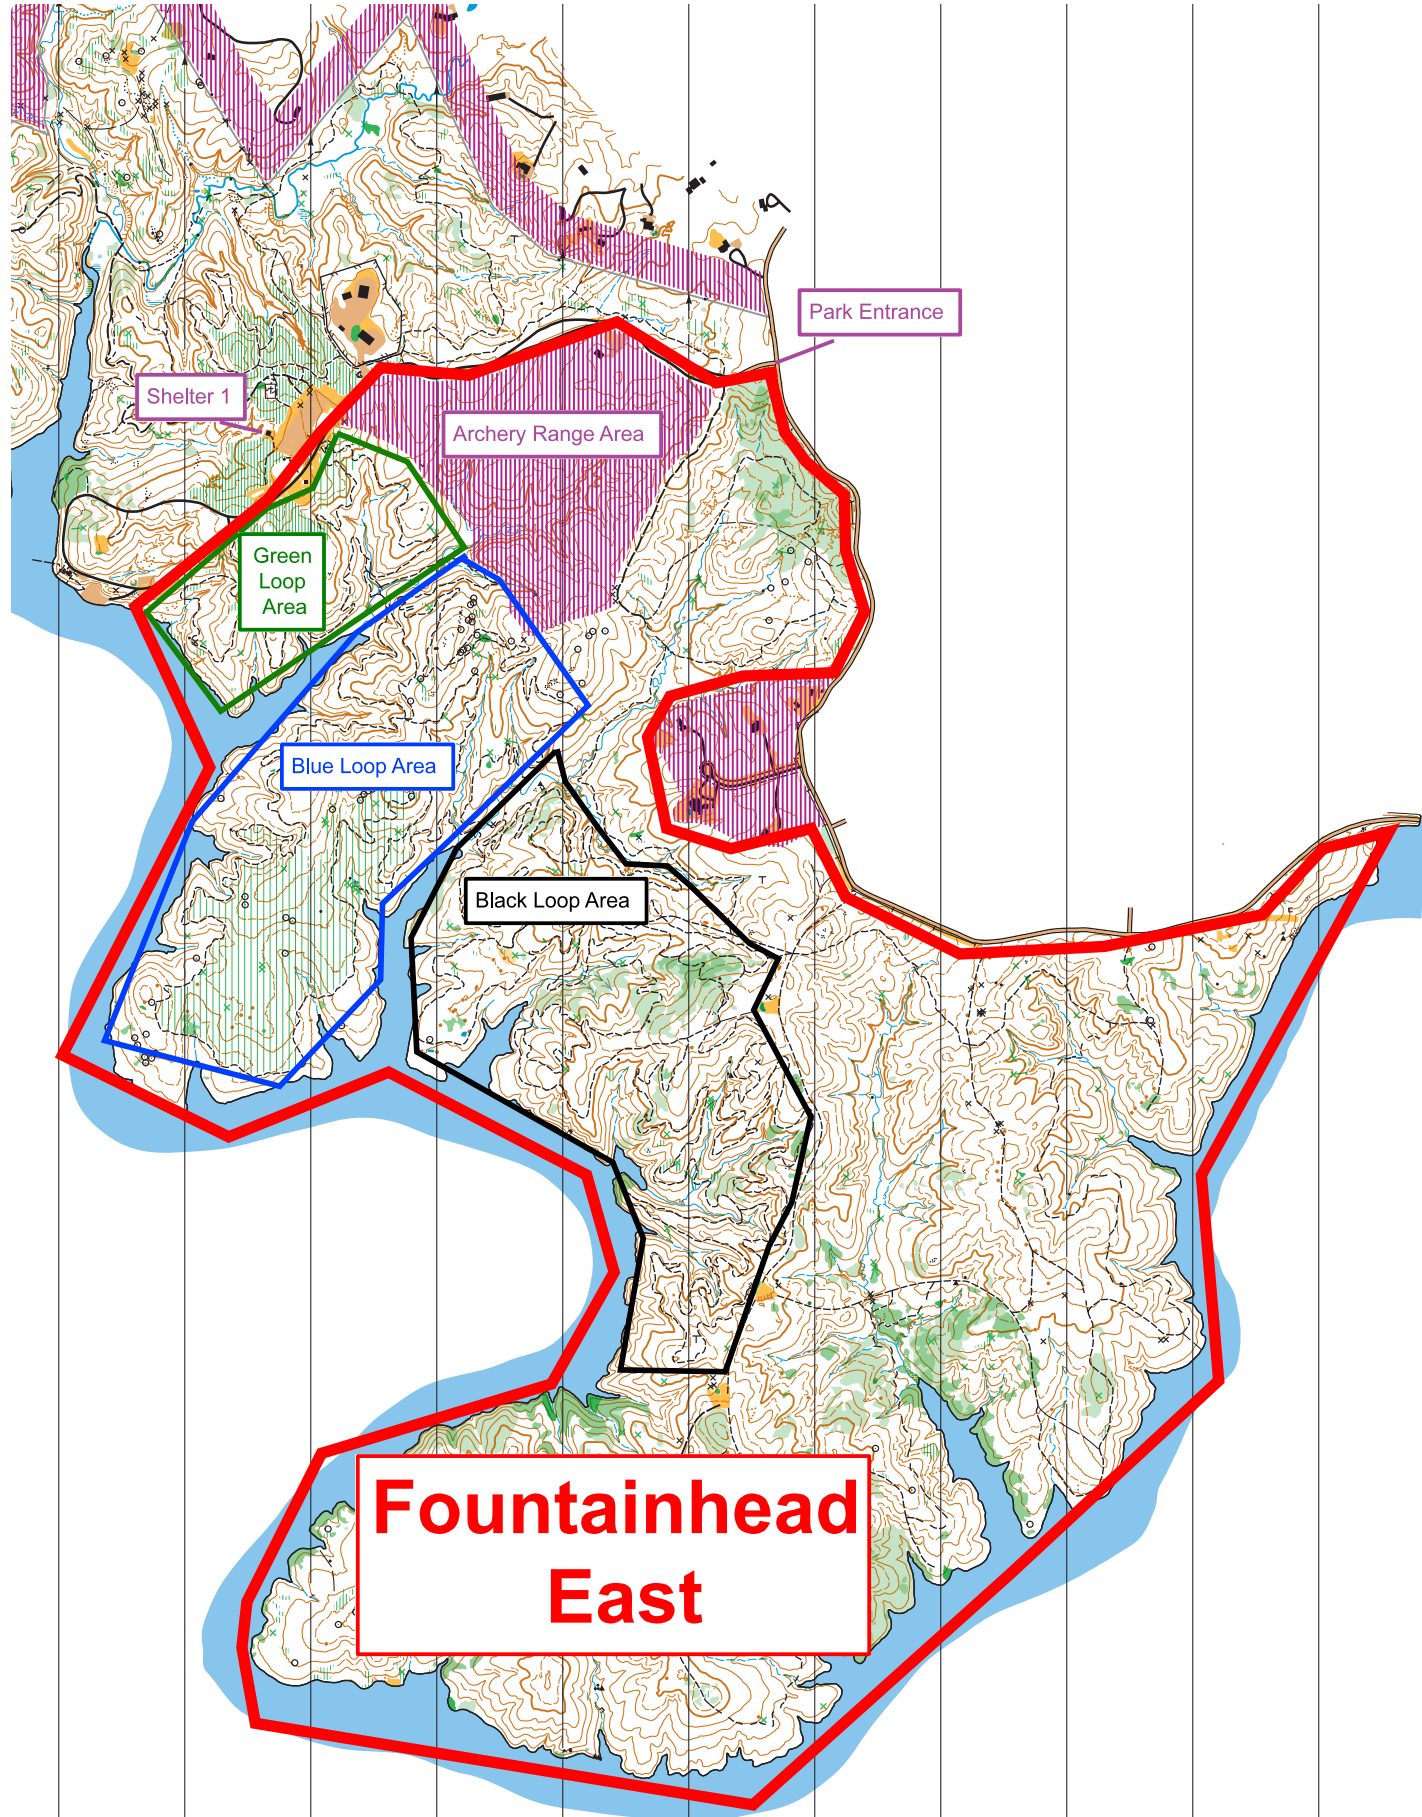 Park Entrance
Shelter 1
Archery Range Area
Green
Loop
Area
Blue Loop Area
Black Loop Area
Fountainhead
East